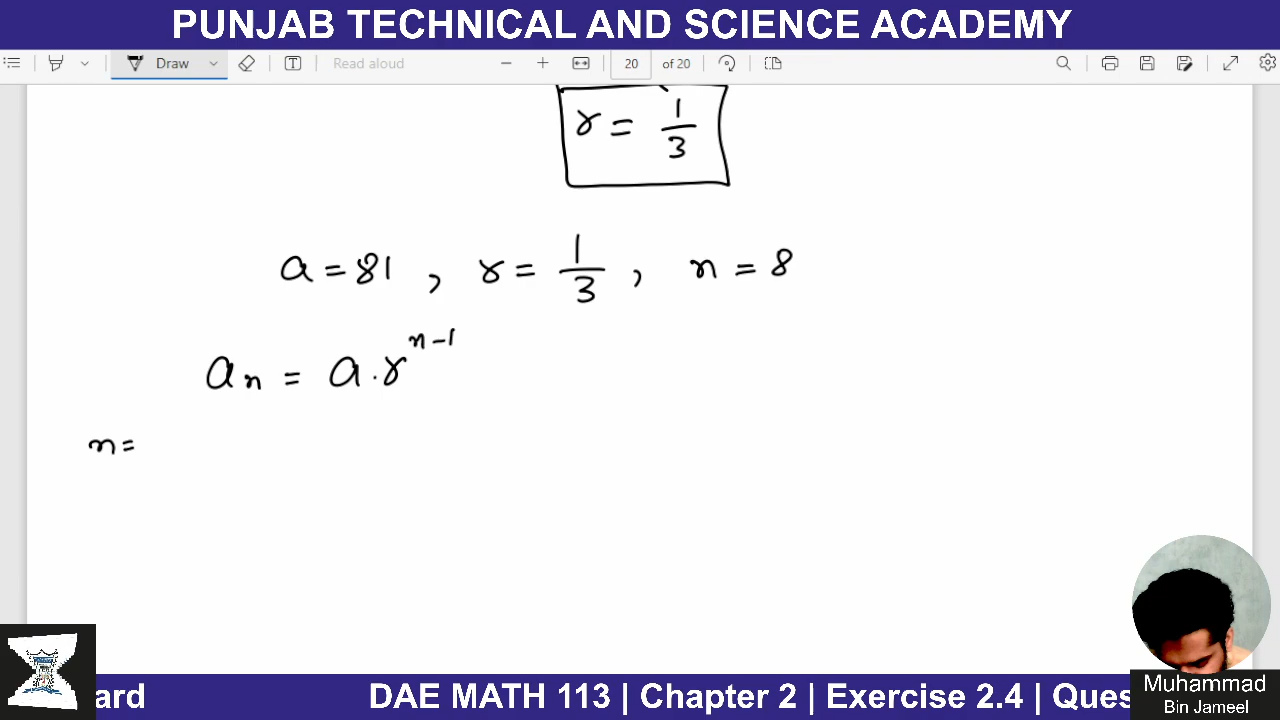 PUNJAB TECHNICAL AND SCIENCE ACADEMY
Draw Read aloud 20 of 20
r = 1/3
a = 81 , r = 1/3 , n = 8
aₙ = a · rⁿ⁻¹
n =
Muhammad
Bin Jameel
ard DAE MATH 113 | Chapter 2 | Exercise 2.4 | Ques